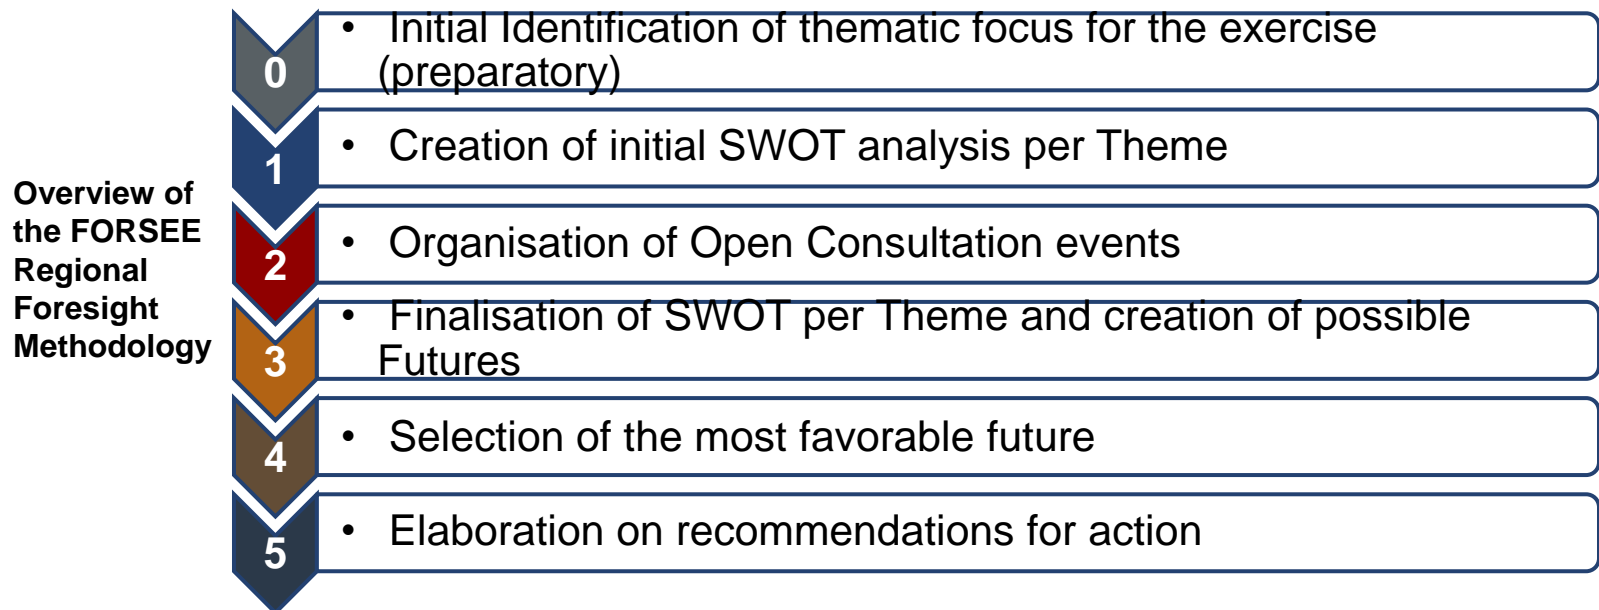 Overview of
the FORSEE
Regional
Foresight
Methodology
0
• Initial Identification of thematic focus for the exercise
(preparatory)
1
• Creation of initial SWOT analysis per Theme
2
• Organisation of Open Consultation events
3
• Finalisation of SWOT per Theme and creation of possible
Futures
4
• Selection of the most favorable future
5
• Elaboration on recommendations for action